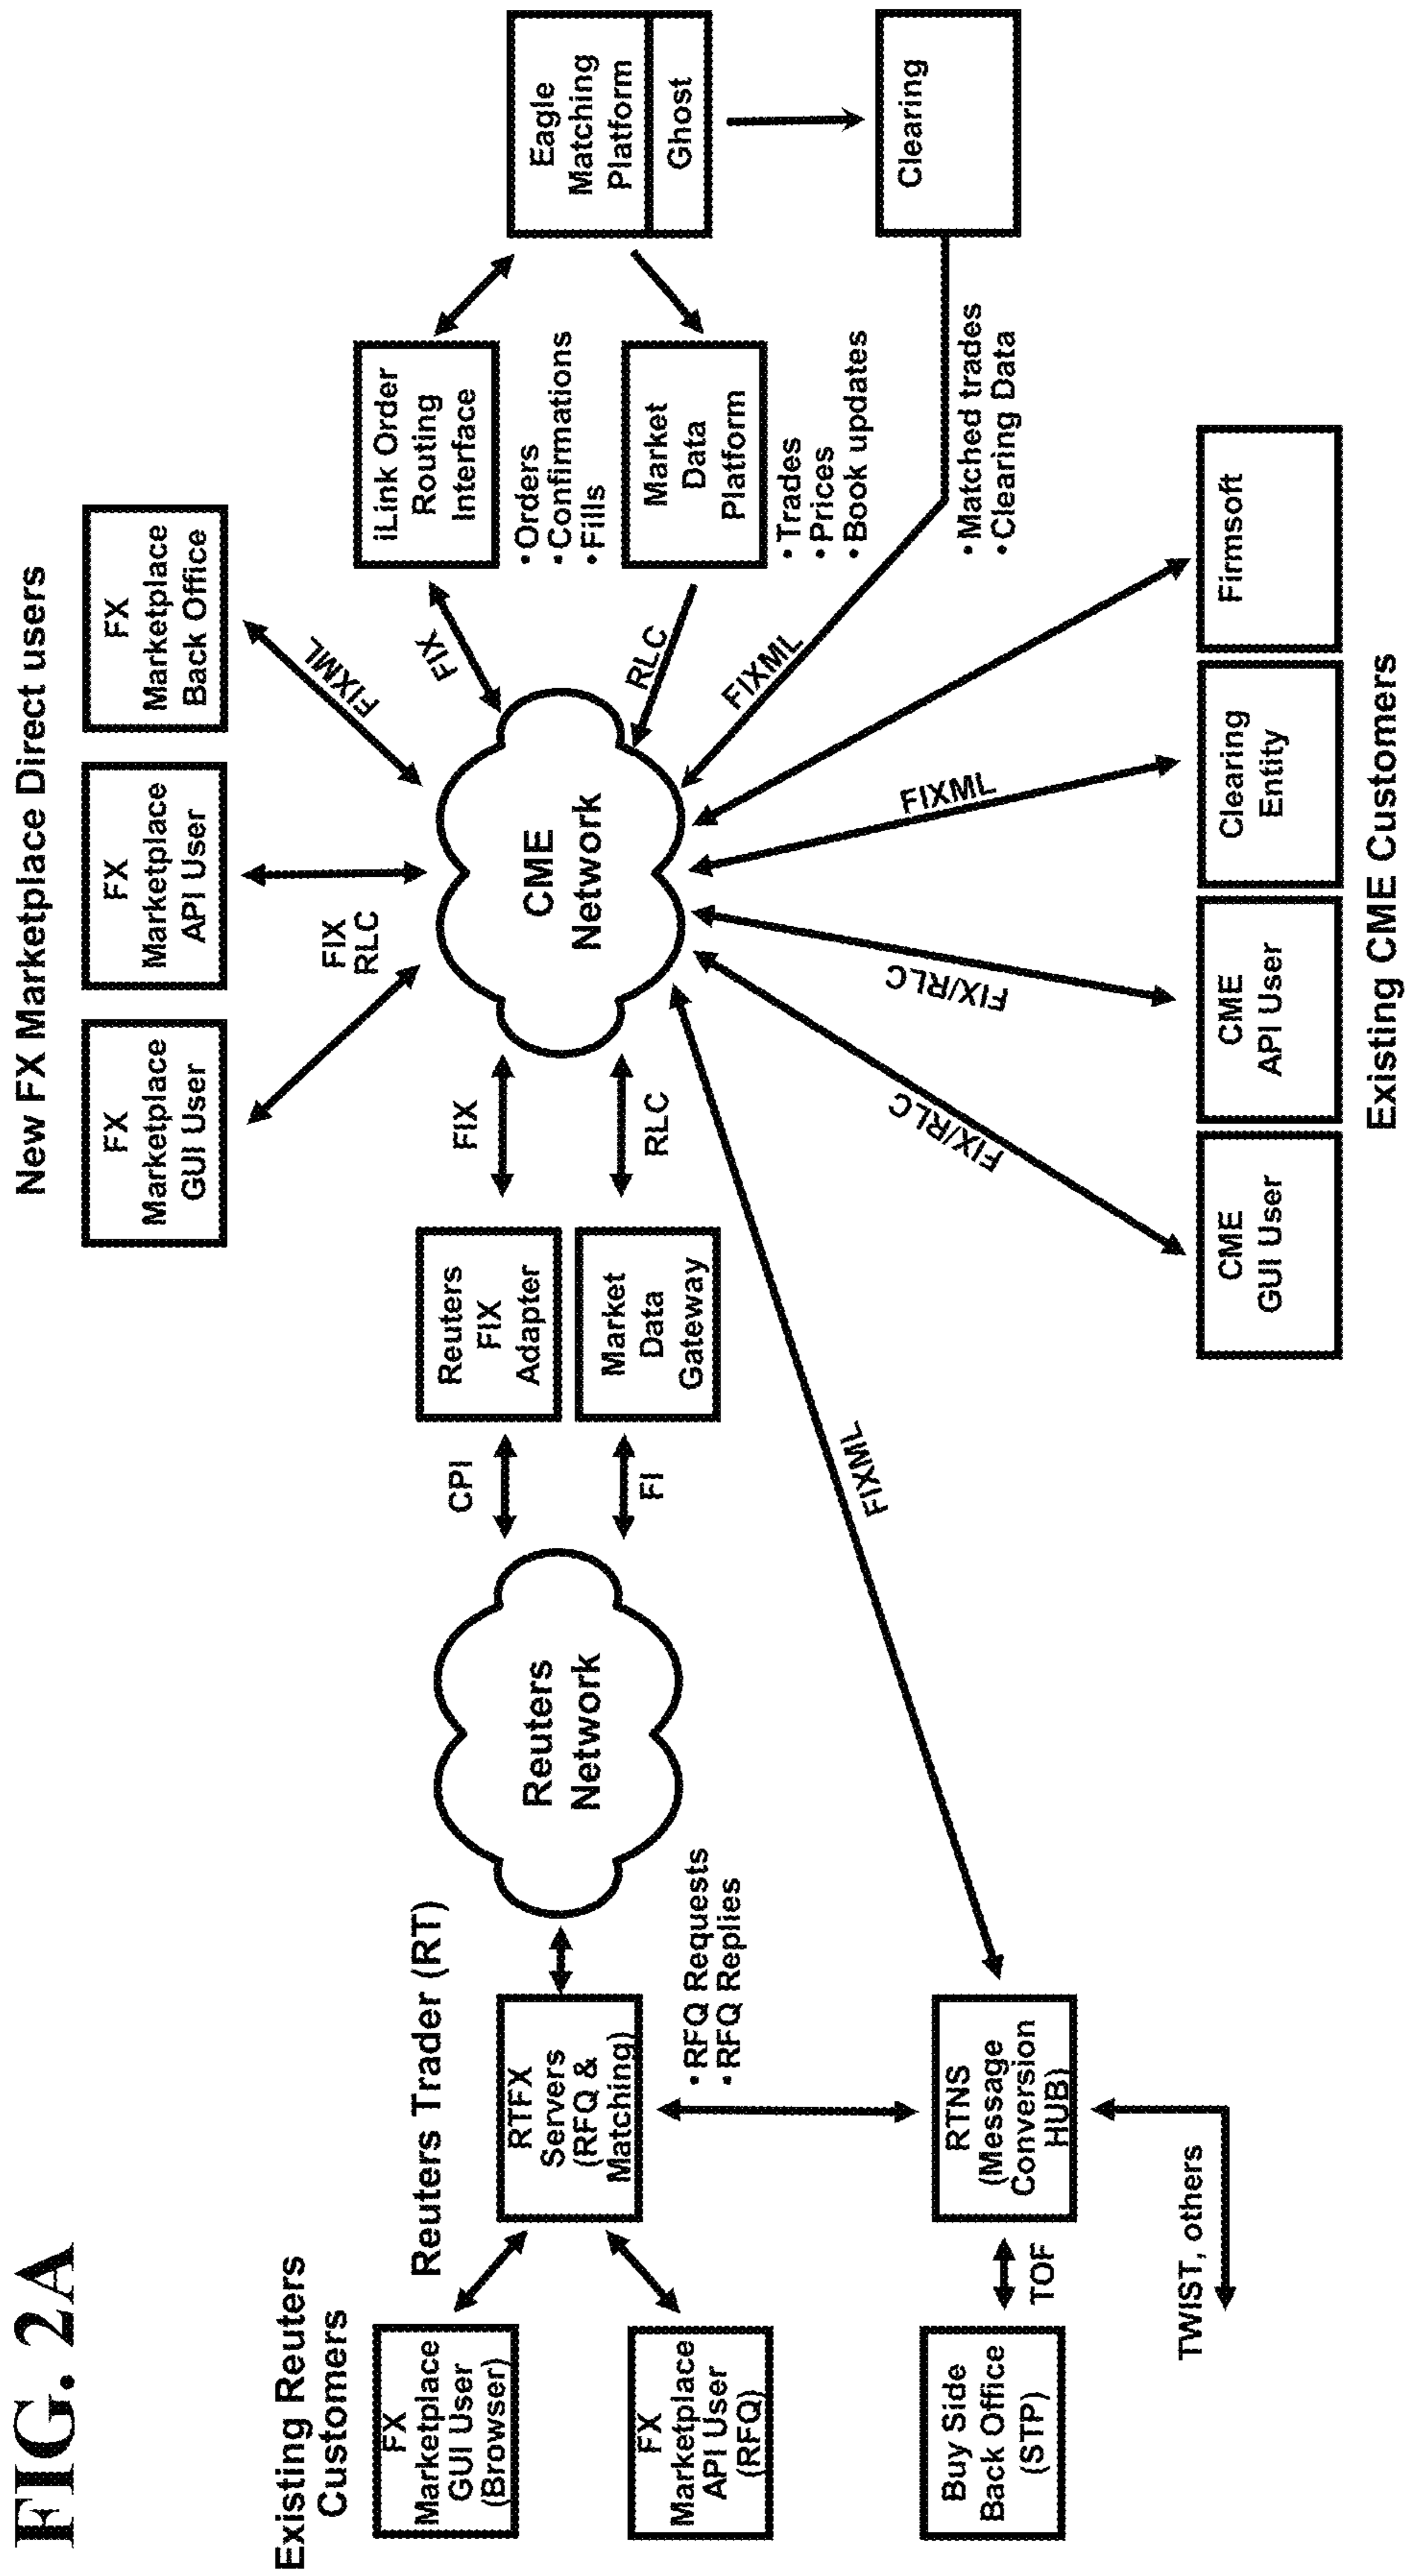 FIG. 2A
New FX Marketplace Direct users
FX
Marketplace
GUI User
FX
Marketplace
API User
FX
Marketplace
Back Office
FIX
RLC
FIXML
Existing Reuters
Customers
Reuters Trader (RT)
FX
Marketplace
GUI User
(Browser)
FX
Marketplace
API User
(RFQ)
RTFX
Servers
(RFQ &
Matching)
•RFQ Requests
•RFQ Replies
Reuters
Network
CPI
FI
Reuters
FIX
Adapter
Market
Data
Gateway
FIX
RLC
CME
Network
FIX
RLC
FIXML
iLink Order
Routing
Interface
•Orders
•Confirmations
•Fills
Market
Data
Platform
•Trades
•Prices
•Book updates
Eagle
Matching
Platform
Ghost
Clearing
•Matched trades
•Clearing Data
Buy Side
Back Office
(STP)
TOF
RTNS
(Message
Conversion
HUB)
TWIST, others
FIXML
FIX/RLC
FIX/RLC
FIXML
CME
GUI User
CME
API User
Clearing
Entity
Firmsoft
Existing CME Customers